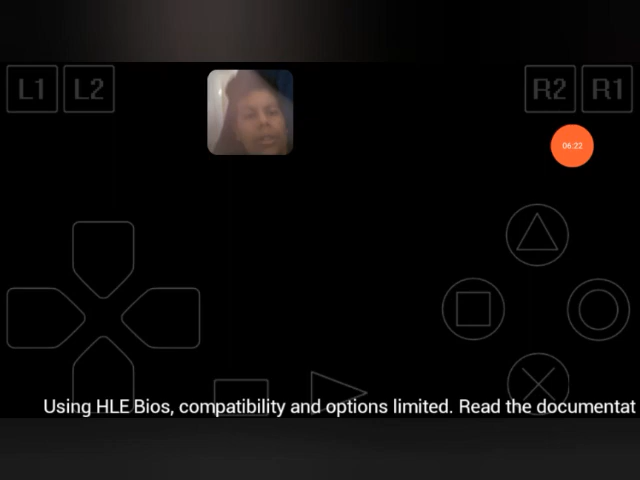 L1 L2 R2 R1
06:22
Using HLE Bios, compatibility and options limited. Read the documentat